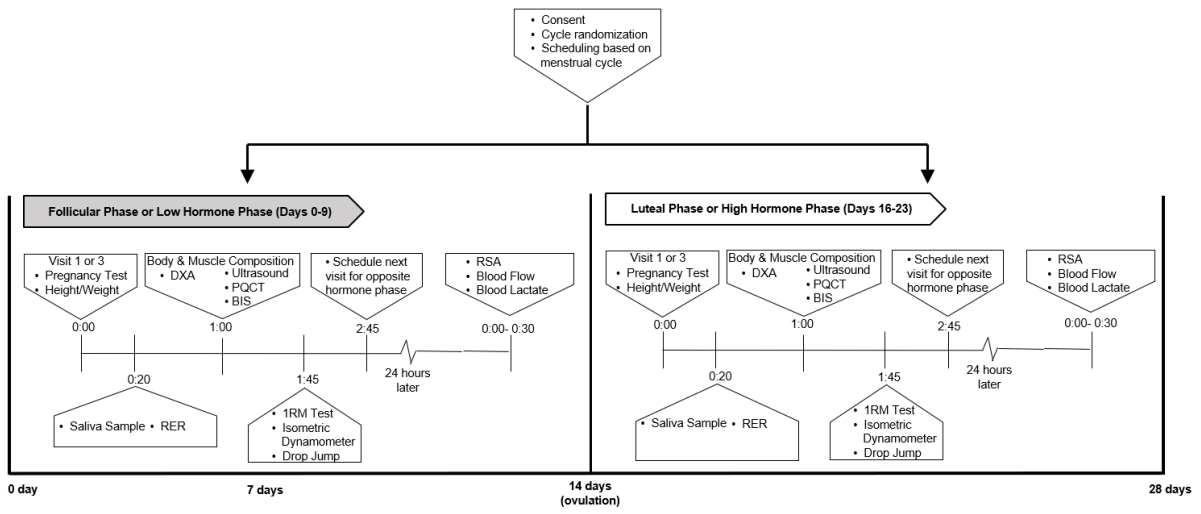 • Consent
• Cycle randomization
• Scheduling based on
menstrual cycle
Follicular Phase or Low Hormone Phase (Days 0-9)
Visit 1 or 3
• Pregnancy Test
• Height/Weight
Body & Muscle Composition
• DXA
• Ultrasound
• PQCT
• BIS
• Schedule next
visit for opposite
hormone phase
• RSA
• Blood Flow
• Blood Lactate
0:00
1:00
2:45
0:00- 0:30
0:20
1:45
24 hours
later
• Saliva Sample • RER
• 1RM Test
• Isometric
Dynamometer
• Drop Jump
Luteal Phase or High Hormone Phase (Days 16-23)
Visit 1 or 3
• Pregnancy Test
• Height/Weight
Body & Muscle Composition
• DXA
• Ultrasound
• PQCT
• BIS
• Schedule next
visit for opposite
hormone phase
• RSA
• Blood Flow
• Blood Lactate
0:00
1:00
2:45
0:00- 0:30
0:20
1:45
24 hours
later
• Saliva Sample • RER
• 1RM Test
• Isometric
Dynamometer
• Drop Jump
0 day
7 days
14 days
(ovulation)
28 days